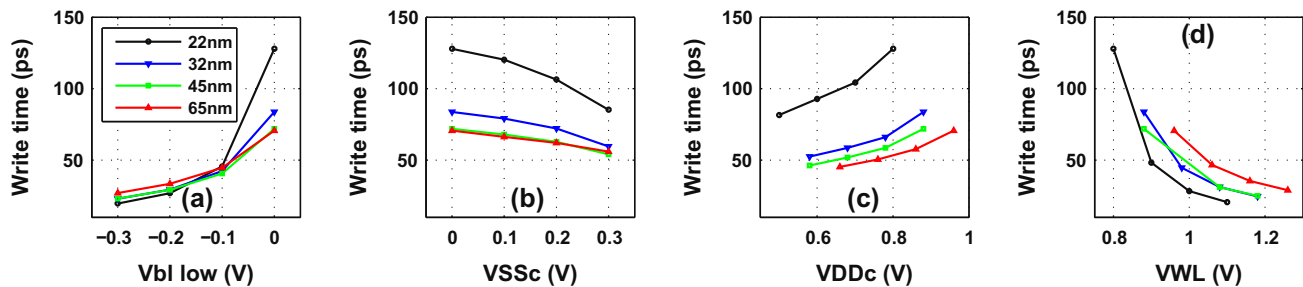 Write time (ps)
150
100
50
22nm
32nm
45nm
65nm
(a)
−0.3 −0.2 −0.1 0
Vbl low (V)
Write time (ps)
150
100
50
(b)
0 0.1 0.2 0.3
VSSc (V)
Write time (ps)
150
100
50
(c)
0.6 0.8 1
VDDc (V)
Write time (ps)
150
100
50
(d)
0.8 1 1.2
VWL (V)